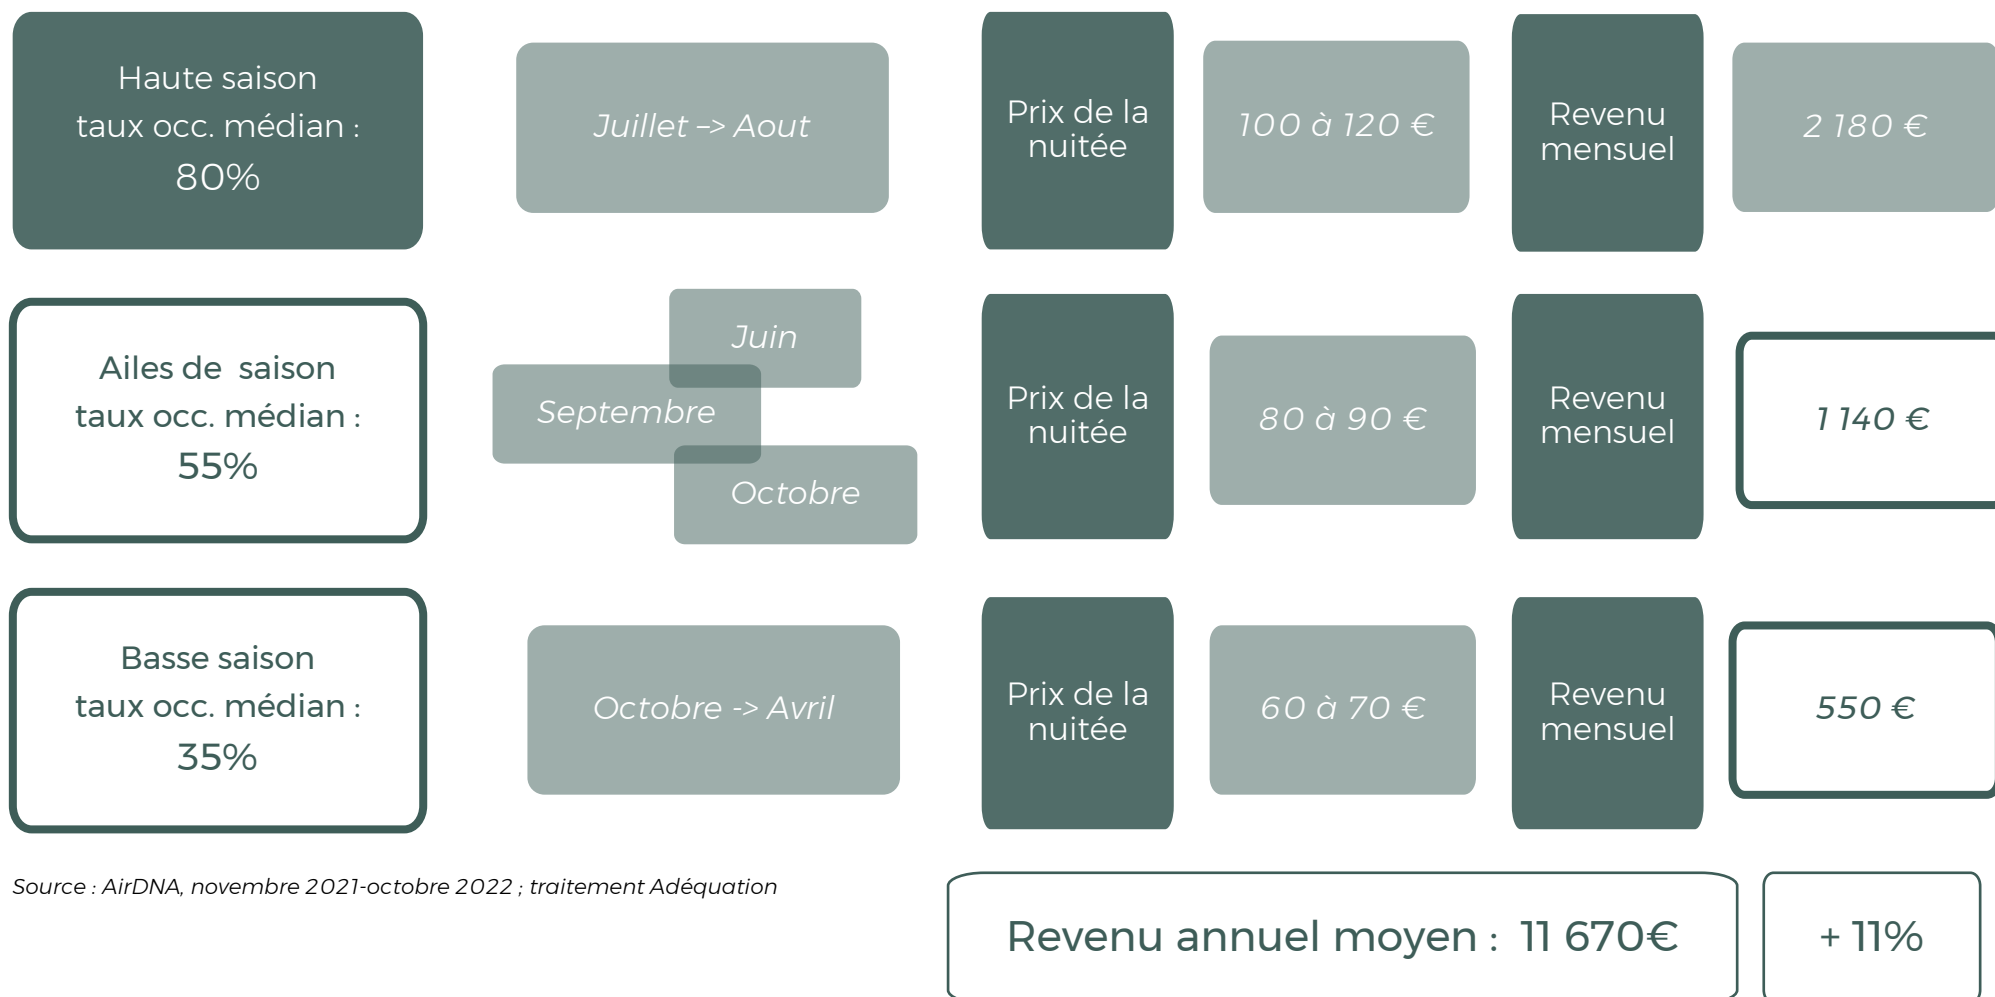 Haute saison
taux occ. médian :
80%
Juillet –> Aout
Prix de la
nuitée
100 à 120 €
Revenu
mensuel
2 180 €
Ailes de  saison
taux occ. médian :
55%
Juin
Septembre
Octobre
Prix de la
nuitée
80 à 90 €
Revenu
mensuel
1 140 €
Basse saison
taux occ. médian :
35%
Octobre -> Avril
Prix de la
nuitée
60 à 70 €
Revenu
mensuel
550 €
Source : AirDNA, novembre 2021-octobre 2022 ; traitement Adéquation
Revenu annuel moyen :  11 670€
+ 11%